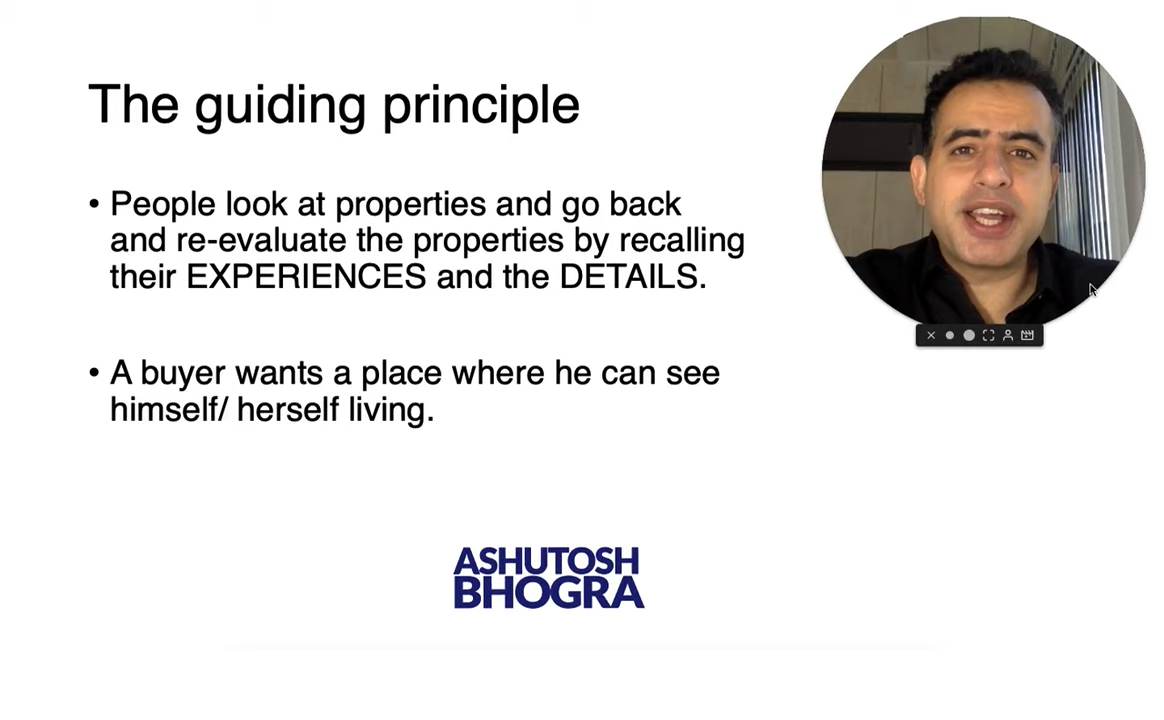 The guiding principle
• People look at properties and go back
and re-evaluate the properties by recalling
their EXPERIENCES and the DETAILS.
• A buyer wants a place where he can see
himself/ herself living.
ASHUTOSH
BHOGRA